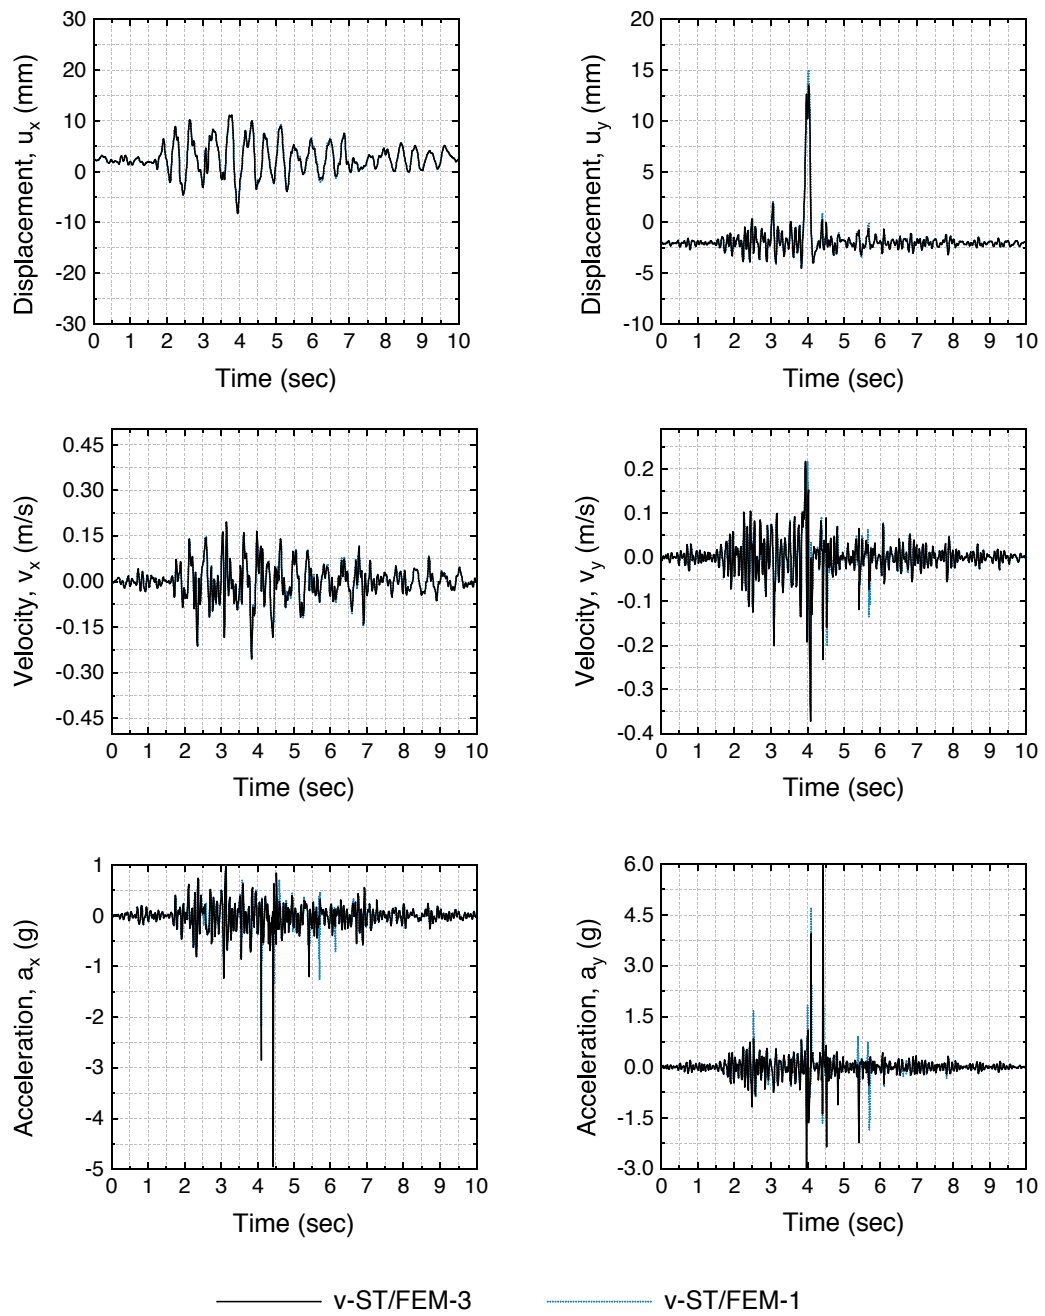 30
20
10
0
-10
-20
-30
Displacement, u_x (mm)
0 1 2 3 4 5 6 7 8 9 10
Time (sec)
20
15
10
5
0
-5
-10
Displacement, u_y (mm)
0 1 2 3 4 5 6 7 8 9 10
Time (sec)
0.45
0.30
0.15
0.00
-0.15
-0.30
-0.45
Velocity, v_x (m/s)
0 1 2 3 4 5 6 7 8 9 10
Time (sec)
0.2
0.1
0.0
-0.1
-0.2
-0.3
-0.4
Velocity, v_y (m/s)
0 1 2 3 4 5 6 7 8 9 10
Time (sec)
1
0
-1
-2
-3
-4
-5
Acceleration, a_x (g)
0 1 2 3 4 5 6 7 8 9 10
Time (sec)
6.0
4.5
3.0
1.5
0.0
-1.5
-3.0
Acceleration, a_y (g)
0 1 2 3 4 5 6 7 8 9 10
Time (sec)
v-ST/FEM-3 v-ST/FEM-1